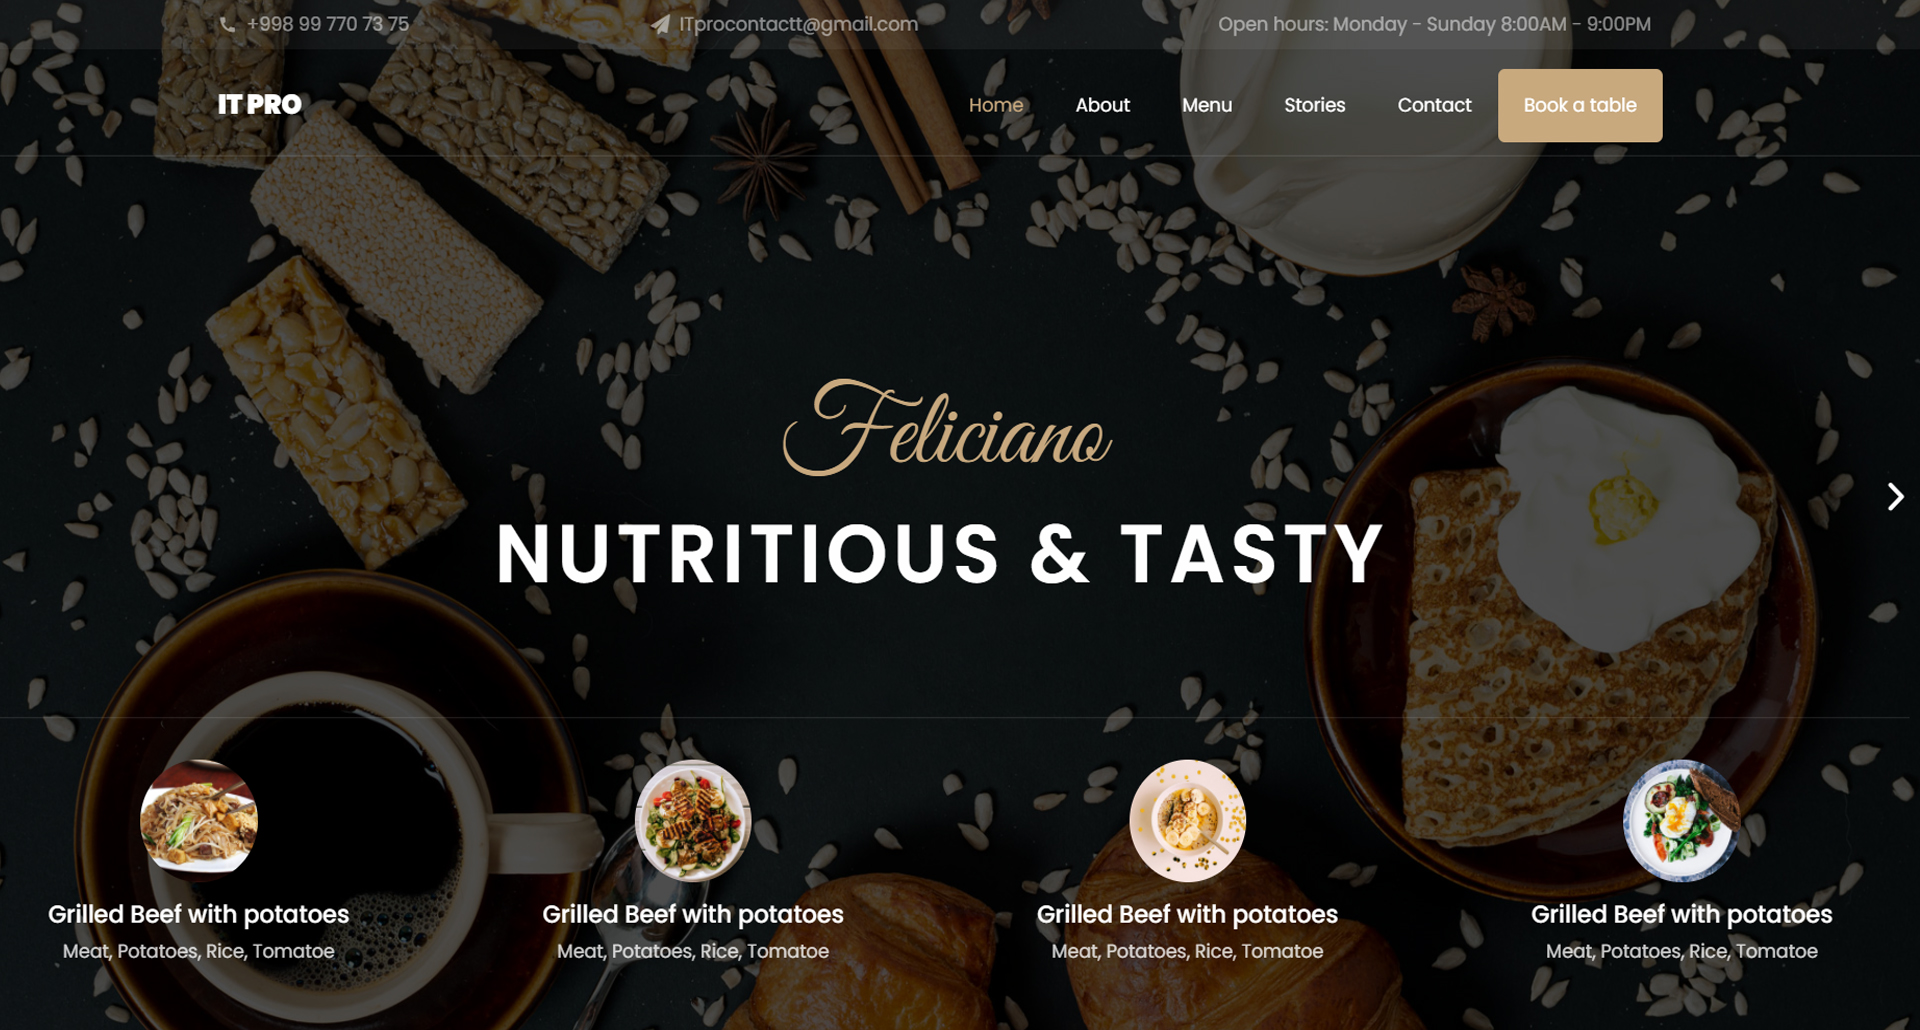 +998 99 770 73 75
ITprocontactt@gmail.com
Open hours: Monday - Sunday 8:00AM - 9:00PM
IT PRO
Home
About
Menu
Stories
Contact
Book a table
Feliciano
NUTRITIOUS & TASTY
Grilled Beef with potatoes
Meat, Potatoes, Rice, Tomatoe
Grilled Beef with potatoes
Meat, Potatoes, Rice, Tomatoe
Grilled Beef with potatoes
Meat, Potatoes, Rice, Tomatoe
Grilled Beef with potatoes
Meat, Potatoes, Rice, Tomatoe